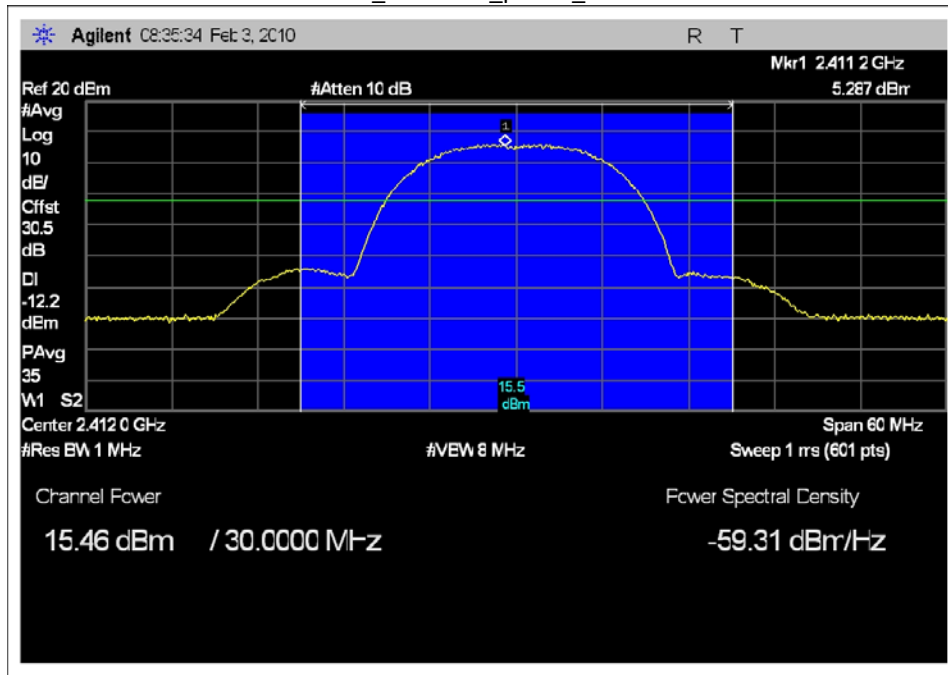 Agilent 08:35:34 Feb 3, 2010 R T
Mkr1 2.411 2 GHz
Ref 20 dBm #Atten 10 dB 5.287 dBm
#Avg
Log
10
dB/
Offst
30.5
dB
DI
-12.2
dBm
PAvg
35
W1 S2
1
15.5
dBm
Center 2.412 0 GHz Span 60 MHz
#Res BW 1 MHz #VBW 8 MHz Sweep 1 ms (601 pts)
Channel Power Power Spectral Density
15.46 dBm / 30.0000 MHz -59.31 dBm/Hz